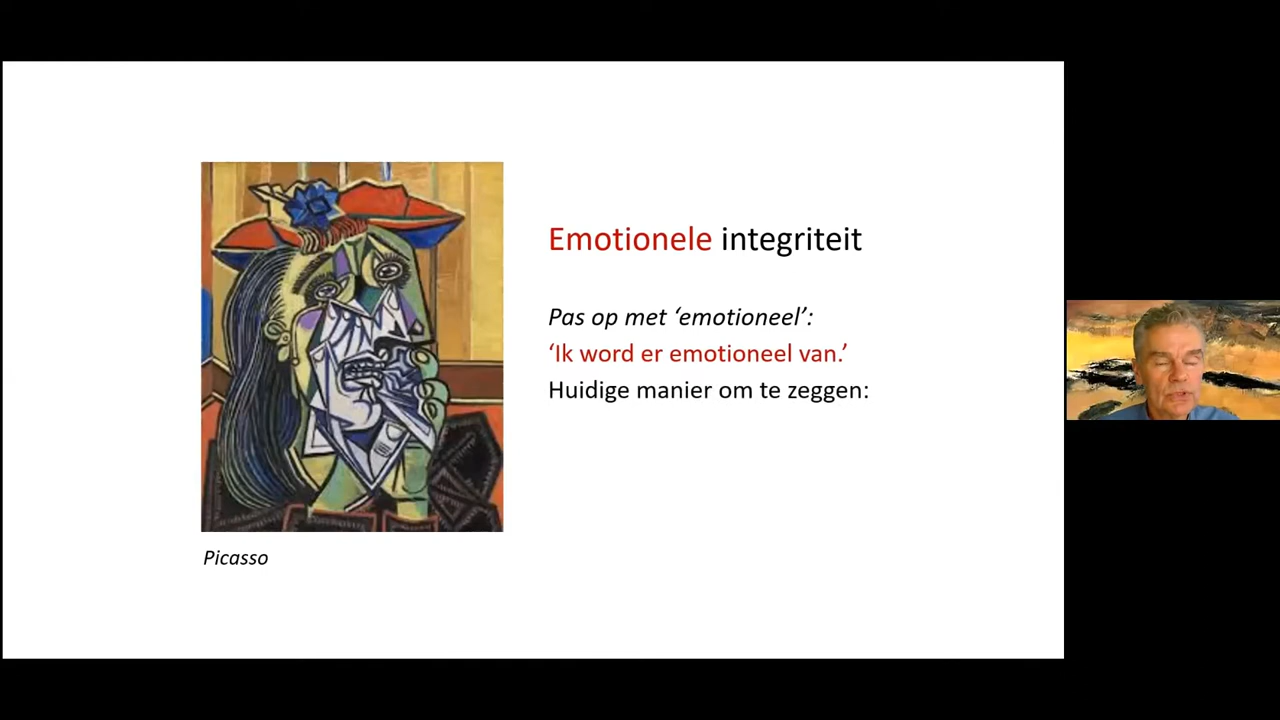 Emotionele integriteit
Pas op met ‘emotioneel’:
‘Ik word er emotioneel van.’
Huidige manier om te zeggen:
Picasso